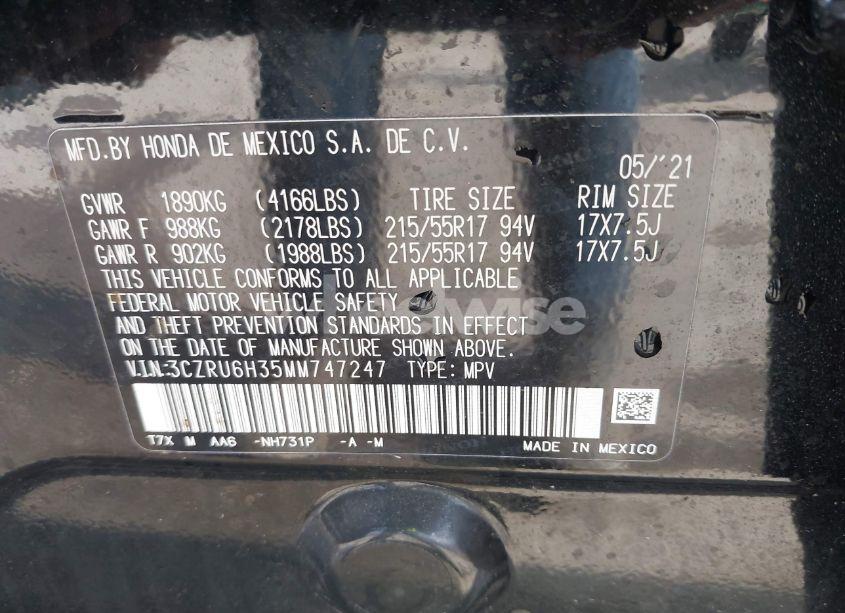 MFD.BY HONDA DE MEXICO S.A. DE C.V.
05/'21
GVWR 1890KG (4166LBS) TIRE SIZE RIM SIZE
GAWR F 988KG (2178LBS) 215/55R17 94V 17X7.5J
GAWR R 902KG (1988LBS) 215/55R17 94V 17X7.5J
THIS VEHICLE CONFORMS TO ALL APPLICABLE
FEDERAL MOTOR VEHICLE SAFETY
AND THEFT PREVENTION STANDARDS IN EFFECT
ON THE DATE OF MANUFACTURE SHOWN ABOVE.
V.I.N:3CZRU6H35MM747247 TYPE: MPV
T7X M AA6 -NH731P -A -M MADE IN MEXICO